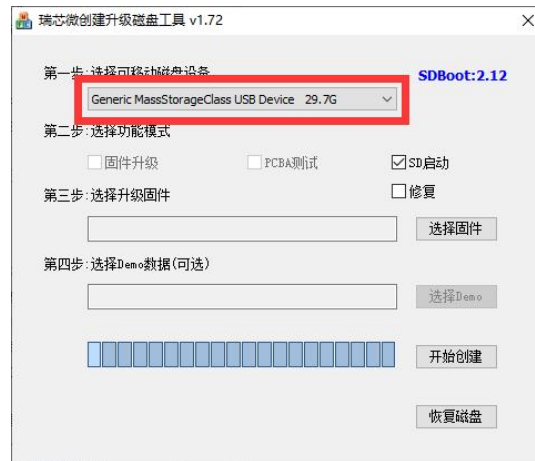 瑞芯微创建升级磁盘工具 v1.72
第一步:选择可移动磁盘设备
SDBoot:2.12
Generic MassStorageClass USB Device 29.7G
第二步:选择功能模式
固件升级
PCBA测试
SD启动
第三步:选择升级固件
修复
选择固件
第四步:选择Demo数据(可选)
选择Demo
开始创建
恢复磁盘